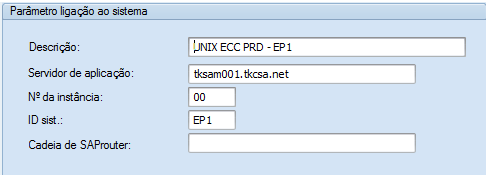 Parâmetro ligação ao sistema
Descrição: UNIX ECC PRD - EP1
Servidor de aplicação: tksam001.tkcsa.net
Nº da instância: 00
ID sist.: EP1
Cadeia de SAProuter: